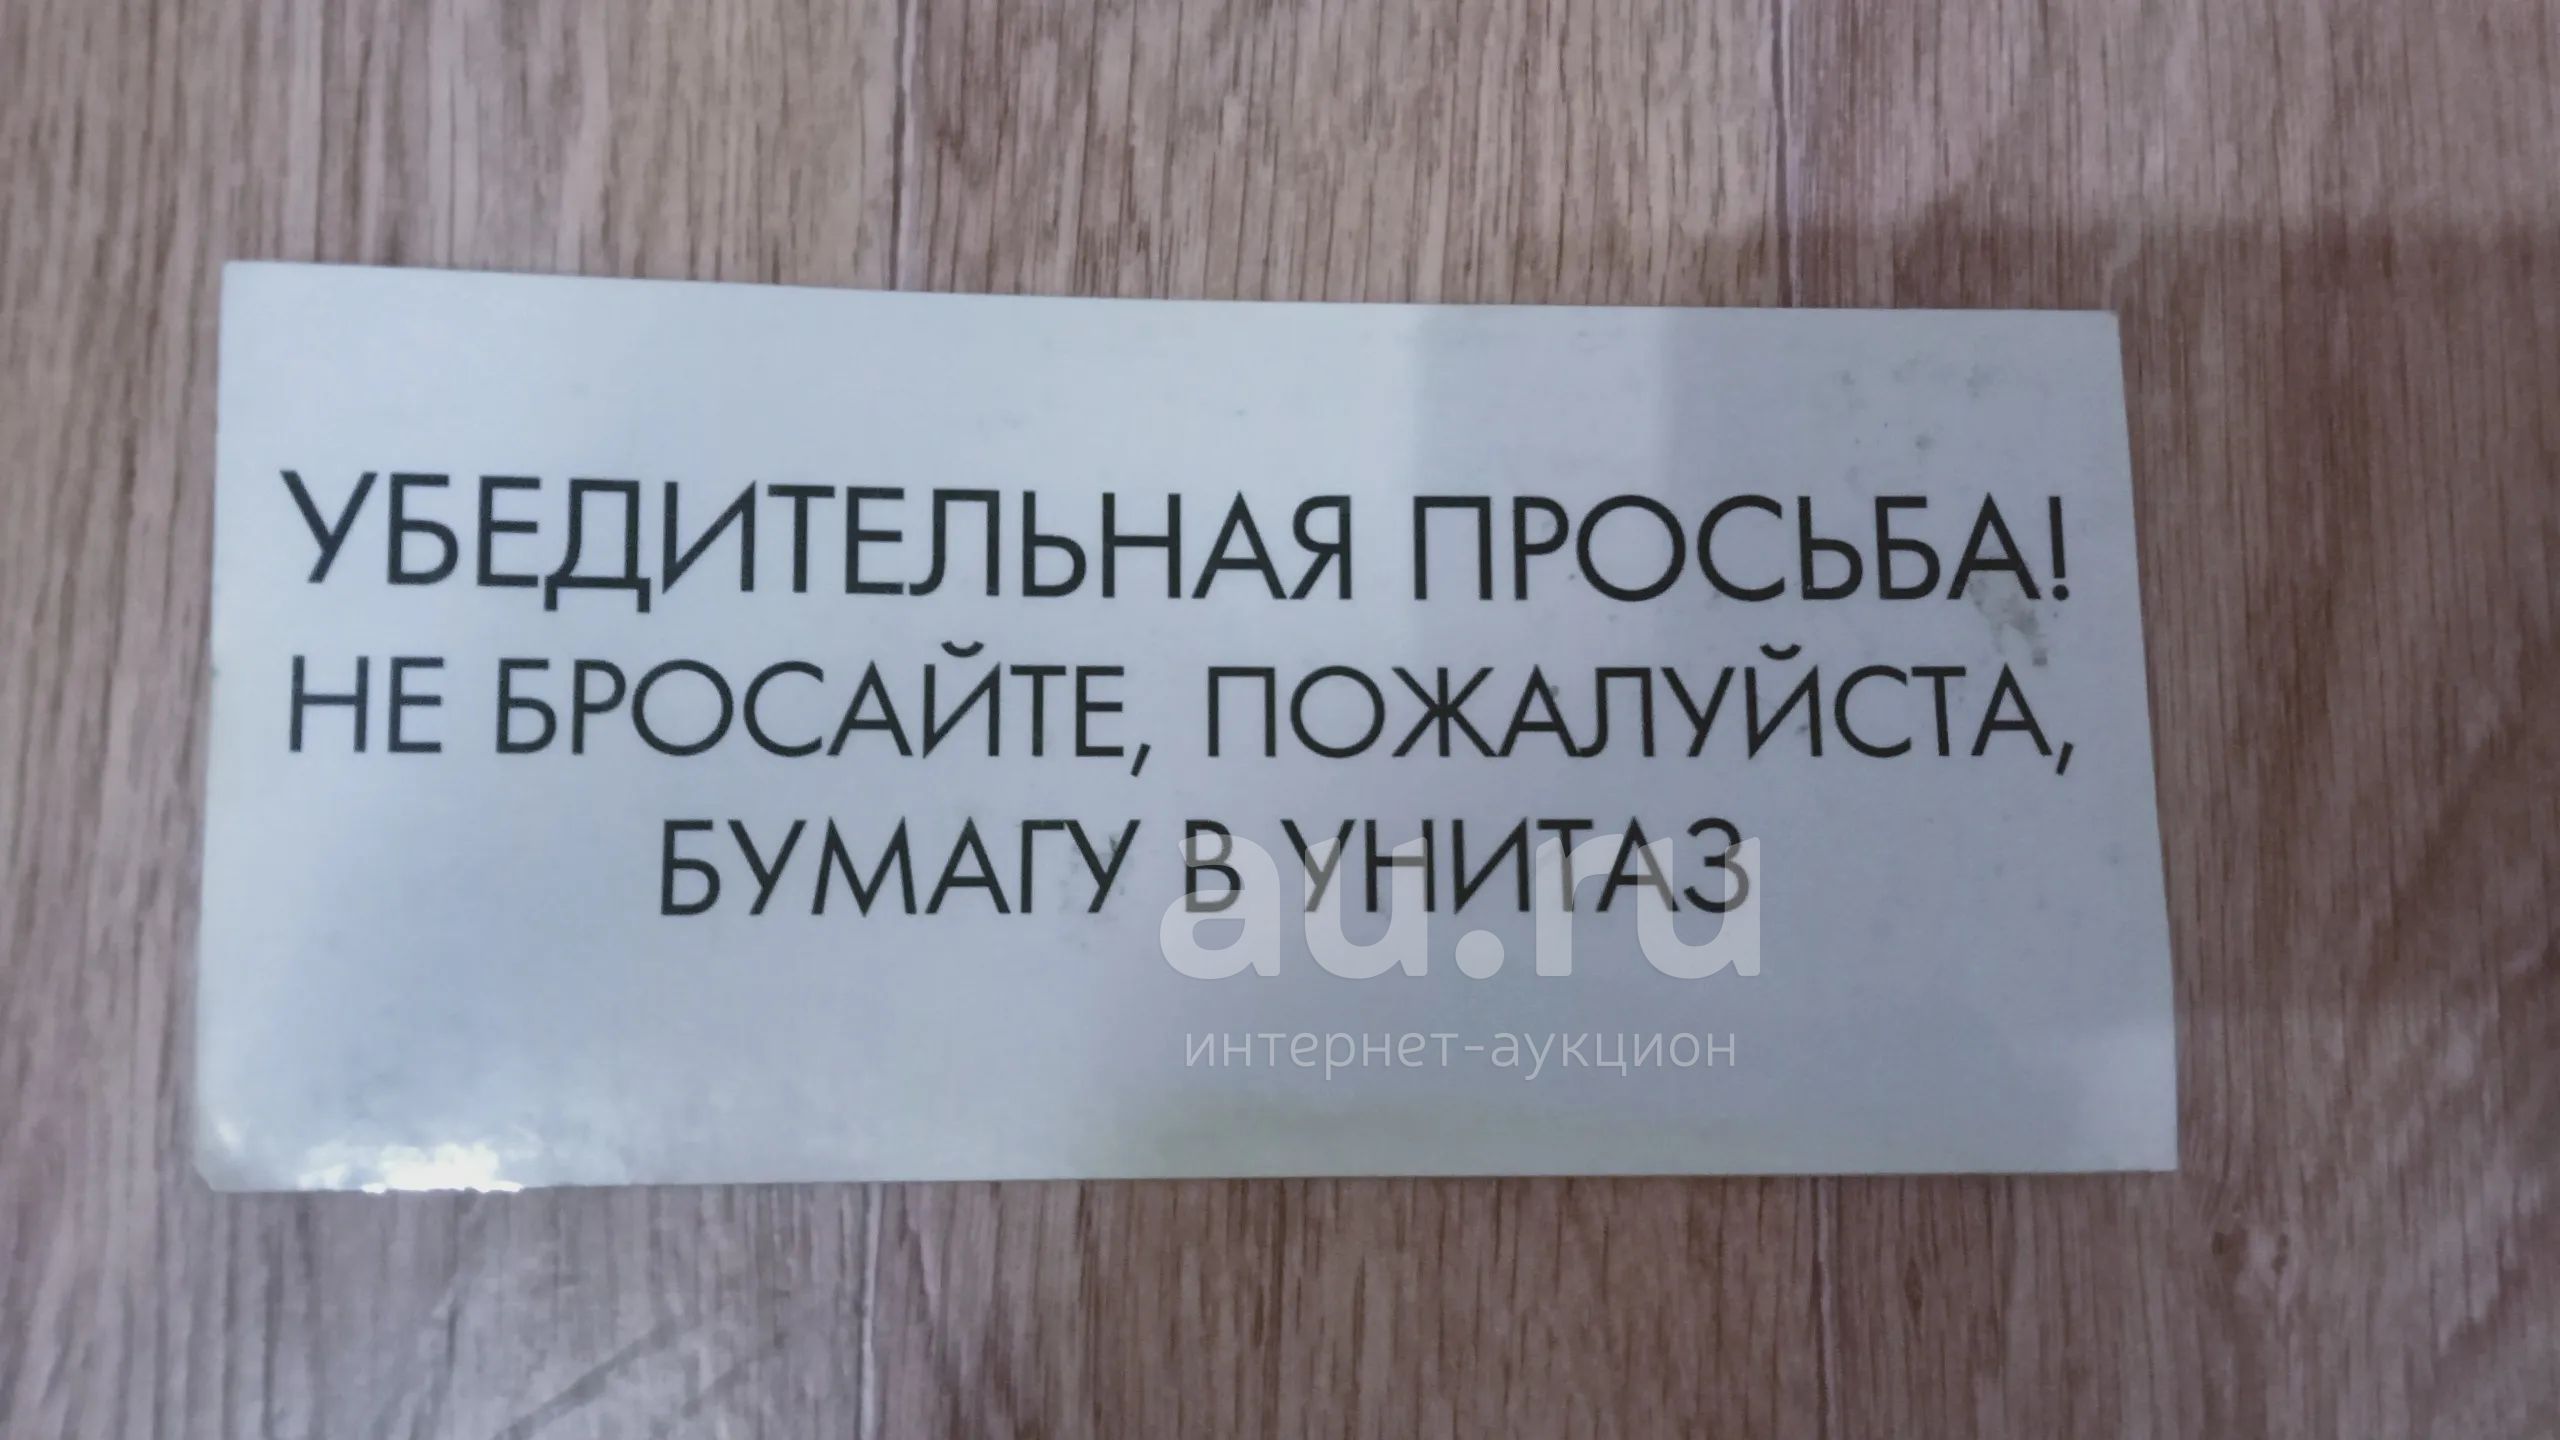 УБЕДИТЕЛЬНАЯ ПРОСЬБА!
НЕ БРОСАЙТЕ, ПОЖАЛУЙСТА,
БУМАГУ В УНИТАЗ
au.ru
интернет-аукцион